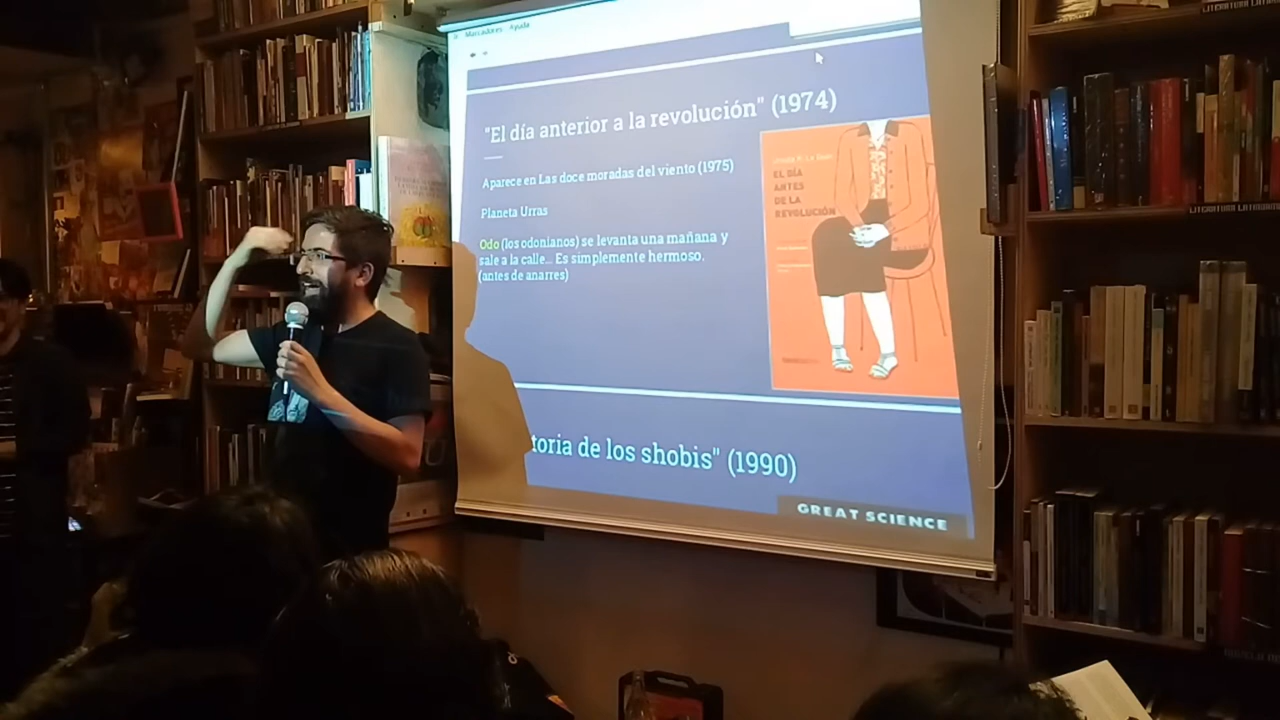 Marcadores Ayuda
"El día anterior a la revolución" (1974)
Aparece en Las doce moradas del viento (1975)
Planeta Urras
Odo (los odonianos) se levanta una mañana y
sale a la calle... Es simplemente hermoso.
(antes de anarres)
EL DÍA
ANTES
DE LA
REVOLUCIÓN
toria de los shobis" (1990)
GREAT SCIENCE